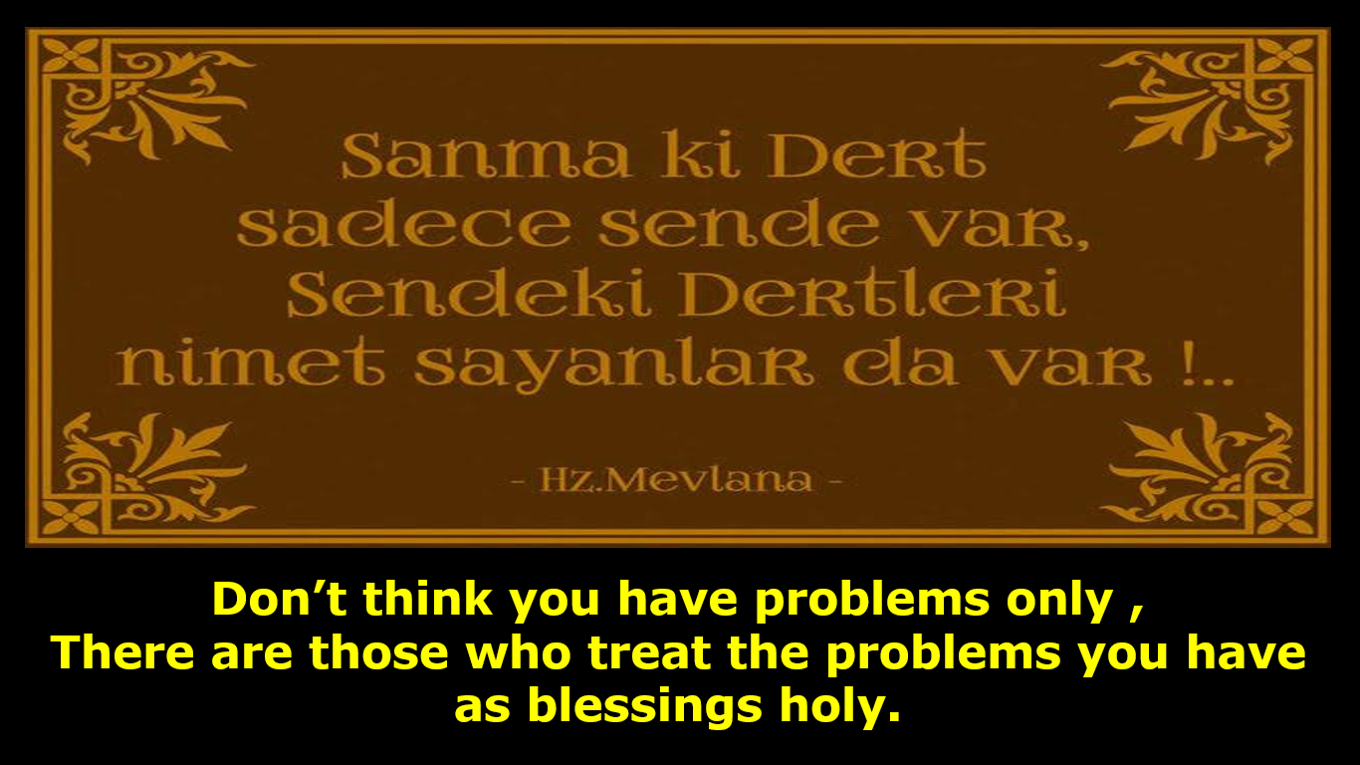 Sanma ki Dert
sadece sende var,
Sendeki Dertleri
nimet sayanlar da var !..
- Hz.Mevlana -
Don’t think you have problems only ,
There are those who treat the problems you have
as blessings holy.